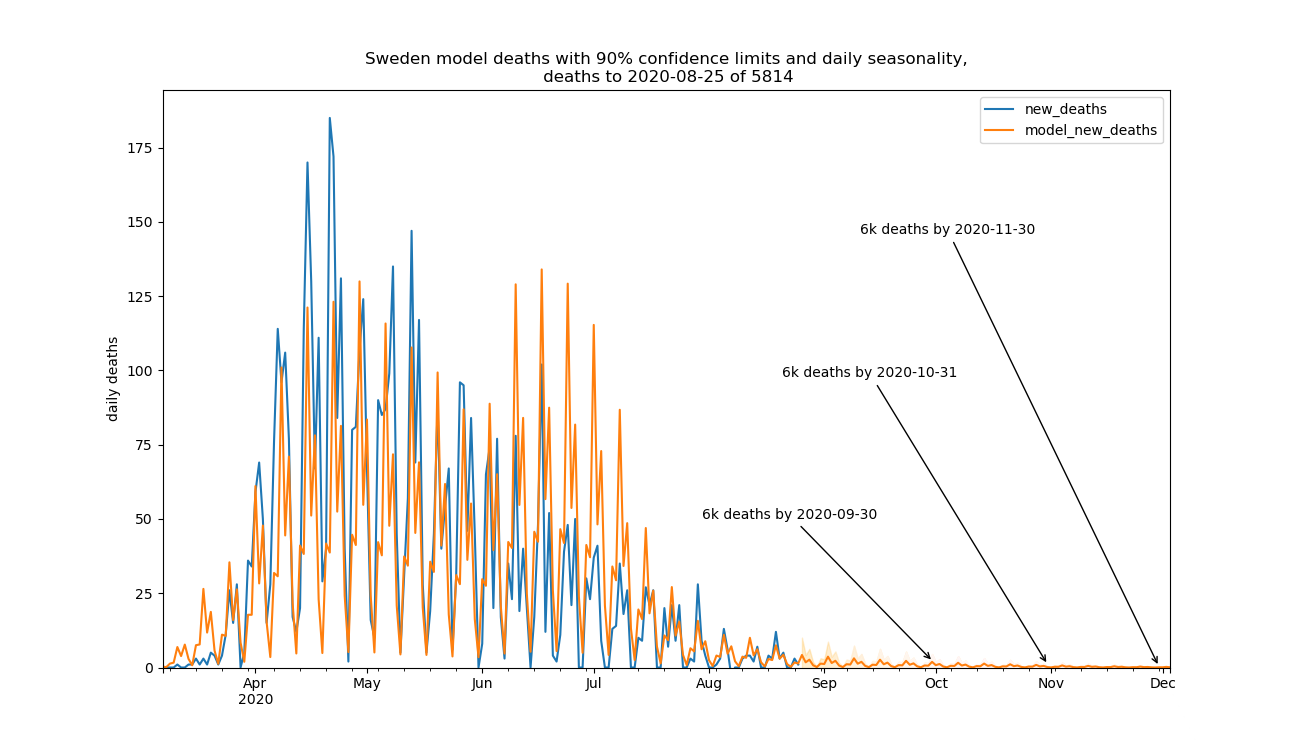 Sweden model deaths with 90% confidence limits and daily seasonality,
deaths to 2020-08-25 of 5814
new_deaths
model_new_deaths
daily deaths
175
150
125
100
75
50
25
0
6k deaths by 2020-11-30
6k deaths by 2020-10-31
6k deaths by 2020-09-30
Apr May Jun Jul Aug Sep Oct Nov Dec
2020